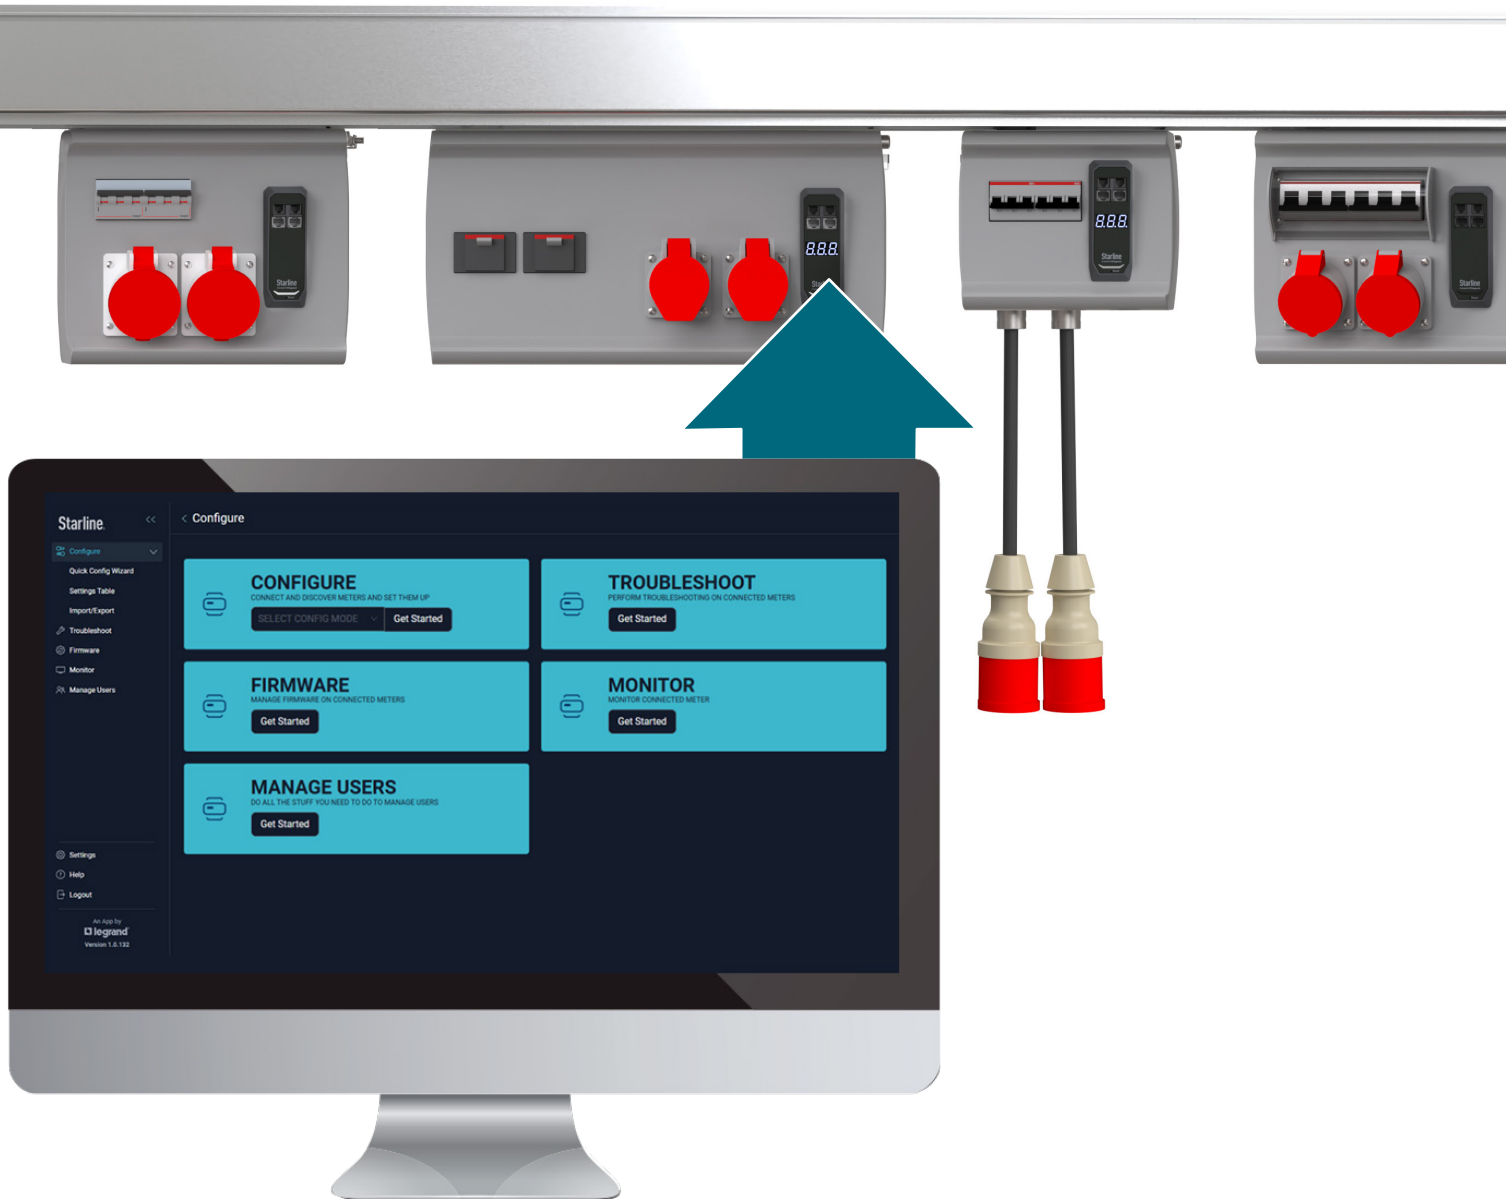 8.8.8.
8.8.8.
Starline
Starline
Starline
Starline
Starline.
<<
< Configure
Configure
Quick Config Wizard
Settings Table
Import/Export
Troubleshoot
Firmware
Monitor
Manage Users
Settings
Help
Logout
An App by
legrand
Version 1.0.132
CONFIGURE
CONNECT AND DISCOVER METERS AND SET THEM UP
SELECT CONFIG MODE
Get Started
TROUBLESHOOT
PERFORM TROUBLESHOOTING ON CONNECTED METERS
Get Started
FIRMWARE
MANAGE FIRMWARE ON CONNECTED METERS
Get Started
MONITOR
MONITOR CONNECTED METER
Get Started
MANAGE USERS
DO ALL THE STUFF YOU NEED TO DO TO MANAGE USERS
Get Started